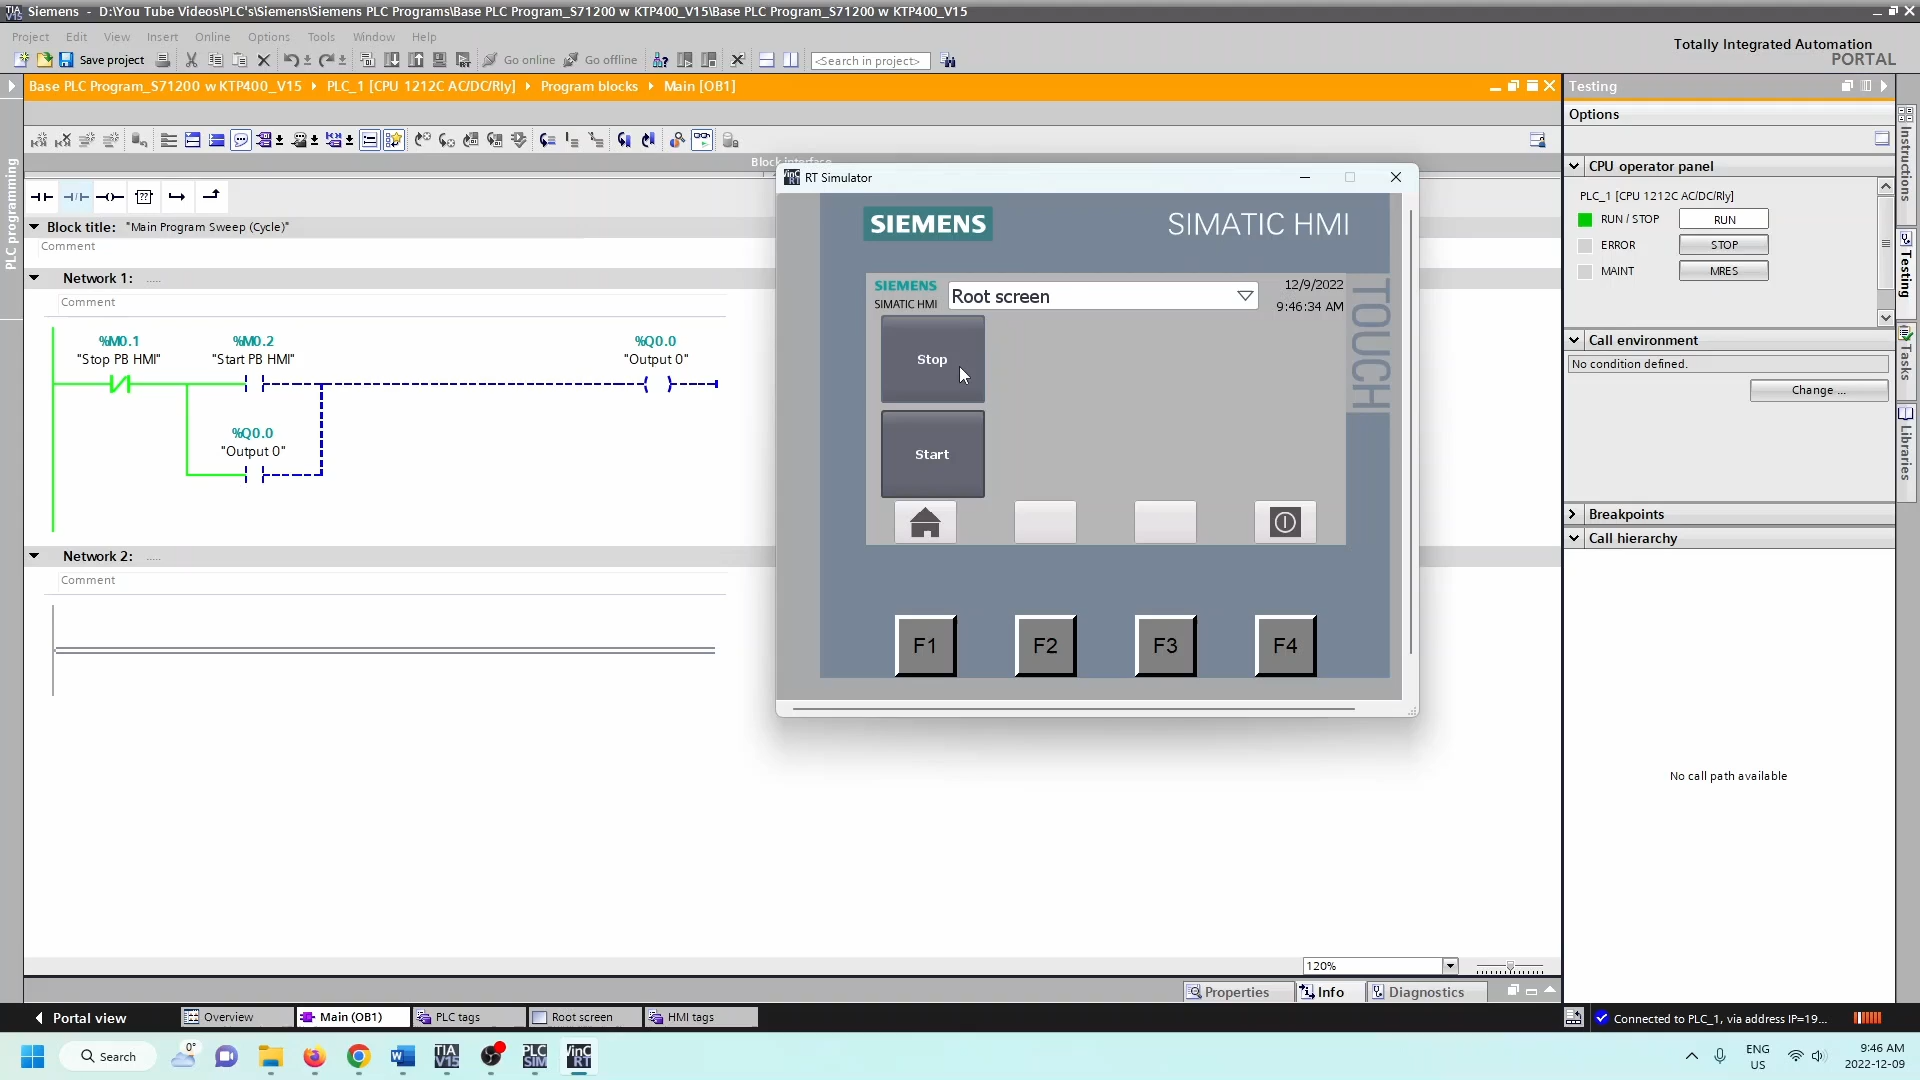 Siemens - D:\You Tube Videos\PLC's\Siemens\Siemens PLC Programs\Base PLC Program_S71200 w KTP400_V15\Base PLC Program_S71200 w KTP400_V15
Project Edit View Insert Online Options Tools Window Help
Totally Integrated Automation
PORTAL
Save project
Go online
Go offline
<Search in project>
Base PLC Program_S71200 w KTP400_V15 PLC_1 [CPU 1212C AC/DC/Rly] Program blocks Main [OB1]
PLC programming
Block title: "Main Program Sweep (Cycle)"
Comment
Network 1: .....
Comment
%M0.1
"Stop PB HMI"
%M0.2
"Start PB HMI"
%Q0.0
"Output 0"
%Q0.0
"Output 0"
Network 2: .....
Comment
RT Simulator
SIEMENS
SIMATIC HMI
SIEMENS
SIMATIC HMI
Root screen
12/9/2022
9:46:34 AM
TOUCH
Stop
Start
F1 F2 F3 F4
Testing
Options
CPU operator panel
PLC_1 [CPU 1212C AC/DC/Rly]
RUN / STOP RUN
ERROR STOP
MAINT MRES
Call environment
No condition defined.
Change ...
Breakpoints
Call hierarchy
No call path available
Instructions
Testing
Tasks
Libraries
120%
Properties Info Diagnostics
Portal view Overview Main (OB1) PLC tags Root screen HMI tags
Connected to PLC_1, via address IP=19...
0°
Search
TIA
V15
PLC
SIM
WinC
RT
ENG
US
9:46 AM
2022-12-09